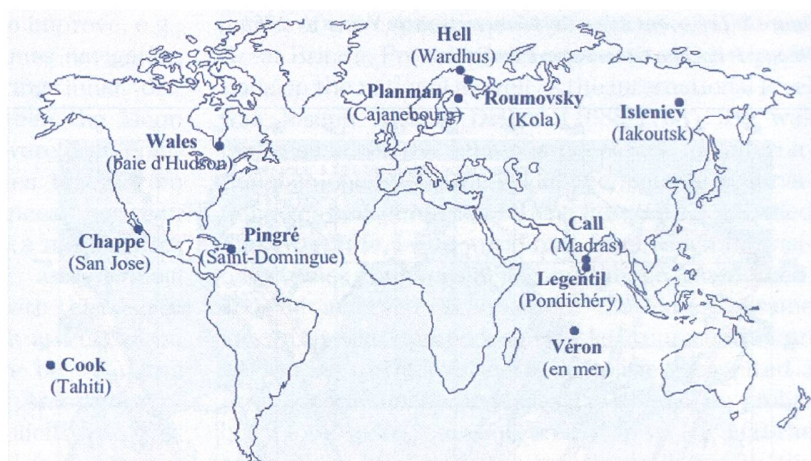 Hell
(Wardhus)
Planman
(Cajanebourg)
Roumovsky
(Kola)
Isleniev
(Iakoutsk)
Wales
(Baie d'Hudson)
Chappe
(San Jose)
Pingré
(Saint-Domingue)
Call
(Madras)
Legentil
(Pondichéry)
Véron
(en mer)
Cook
(Tahiti)